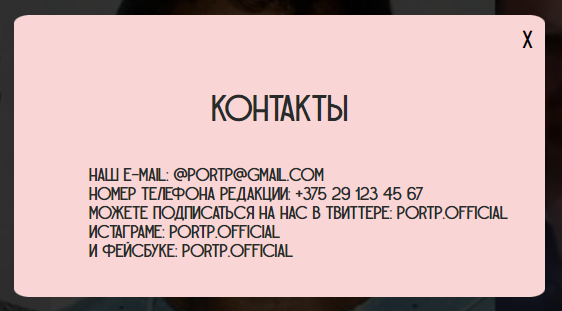 X
КОНТАКТЫ
НАШ E-MAIL: @PORTP@GMAIL.COM
НОМЕР ТЕЛЕФОНА РЕДАКЦИИ: +375 29 123 45 67
МОЖЕТЕ ПОДПИСАТЬСЯ НА НАС В ТВИТТЕРЕ: PORTP.OFFICIAL
ИСТАГРАМЕ: PORTP.OFFICIAL
И ФЕЙСБУКЕ: PORTP.OFFICIAL